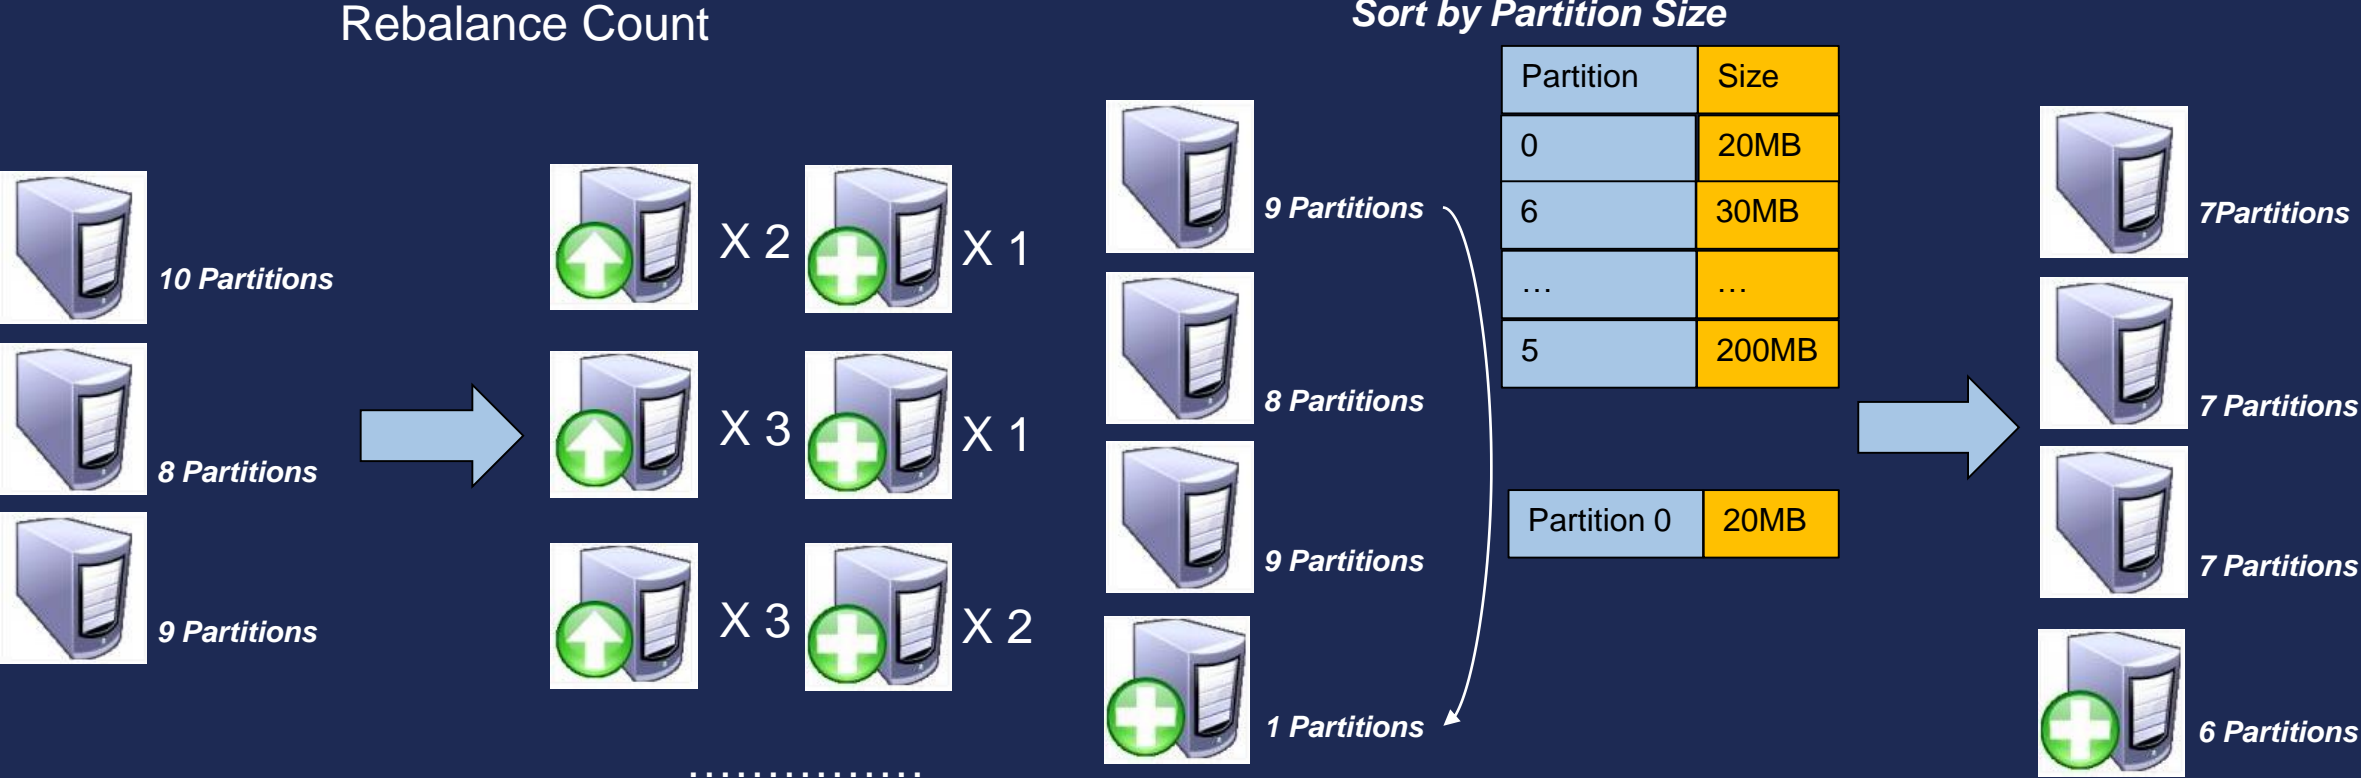 Rebalance Count
10 Partitions
8 Partitions
9 Partitions
X 2
X 1
X 3
X 1
X 3
X 2
...............
Sort by Partition Size
9 Partitions
8 Partitions
9 Partitions
1 Partitions
Partition Size
0 20MB
6 30MB
… …
5 200MB
Partition 0 20MB
7Partitions
7 Partitions
7 Partitions
6 Partitions